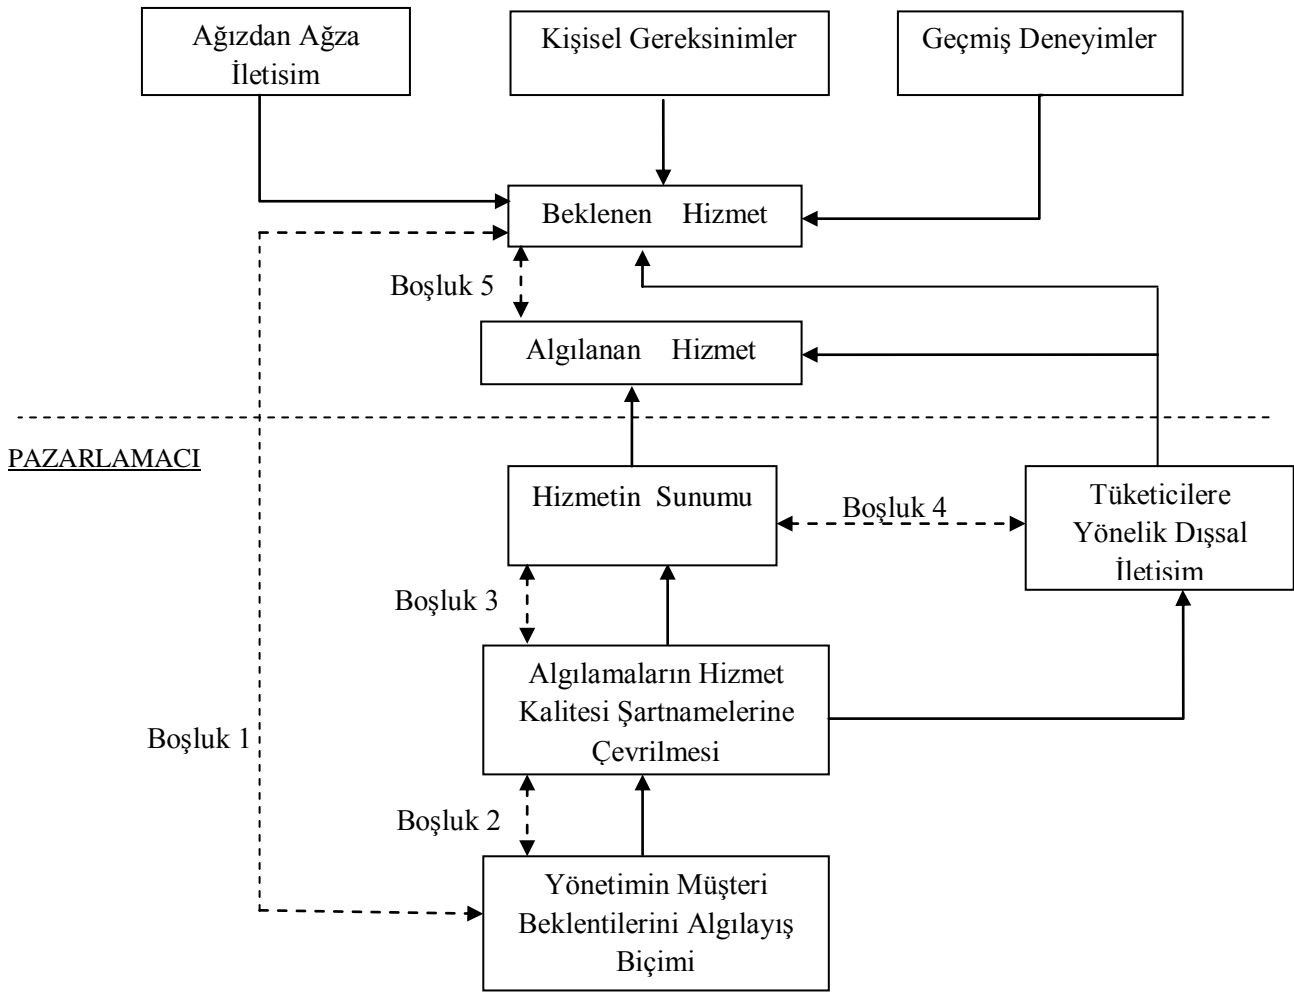 Ağızdan Ağza
İletisim
Kişisel Gereksinimler
Geçmiş Deneyimler
Beklenen Hizmet
Boşluk 5
Algılanan Hizmet
PAZARLAMACI
Hizmetin Sunumu
Boşluk 4
Tüketicilere
Yönelik Dışsal
İletisim
Boşluk 3
Algılamaların Hizmet
Kalitesi Şartnamelerine
Çevrilmesi
Boşluk 1
Boşluk 2
Yönetimin Müşteri
Beklentilerini Algılayış
Biçimi